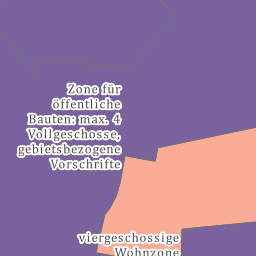 Zone für
öffentliche
Bauten: max. 4
Vollgeschosse,
gebietsbezogene
Vorschrifte
viergeschossige
Wohnzone